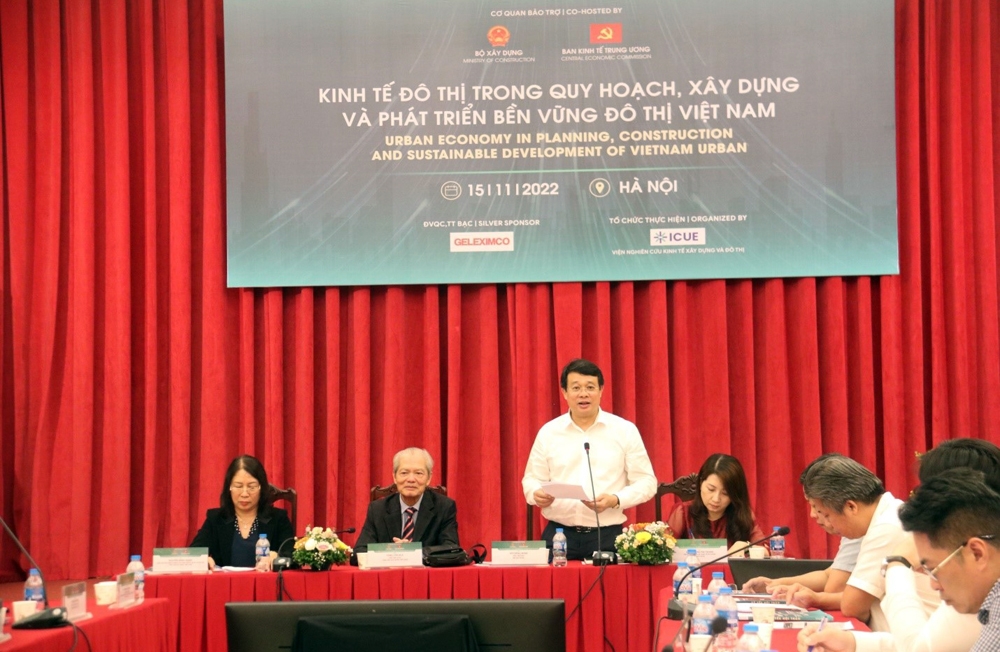 CƠ QUAN BẢO TRỢ | CO-HOSTED BY
BỘ XÂY DỰNG
MINISTRY OF CONSTRUCTION
BAN KINH TẾ TRUNG ƯƠNG
CENTRAL ECONOMIC COMMISSION
KINH TẾ ĐÔ THỊ TRONG QUY HOẠCH, XÂY DỰNG
VÀ PHÁT TRIỂN BỀN VỮNG ĐÔ THỊ VIỆT NAM
URBAN ECONOMY IN PLANNING, CONSTRUCTION
AND SUSTAINABLE DEVELOPMENT OF VIETNAM URBAN
15|11|2022
HÀ NỘI
ĐVQC,TT BẠC | SILVER SPONSOR
GELEXIMCO
TỔ CHỨC THỰC HIỆN | ORGANIZED BY
ICUE
VIỆN NGHIÊN CỨU KINH TẾ XÂY DỰNG VÀ ĐÔ THỊ